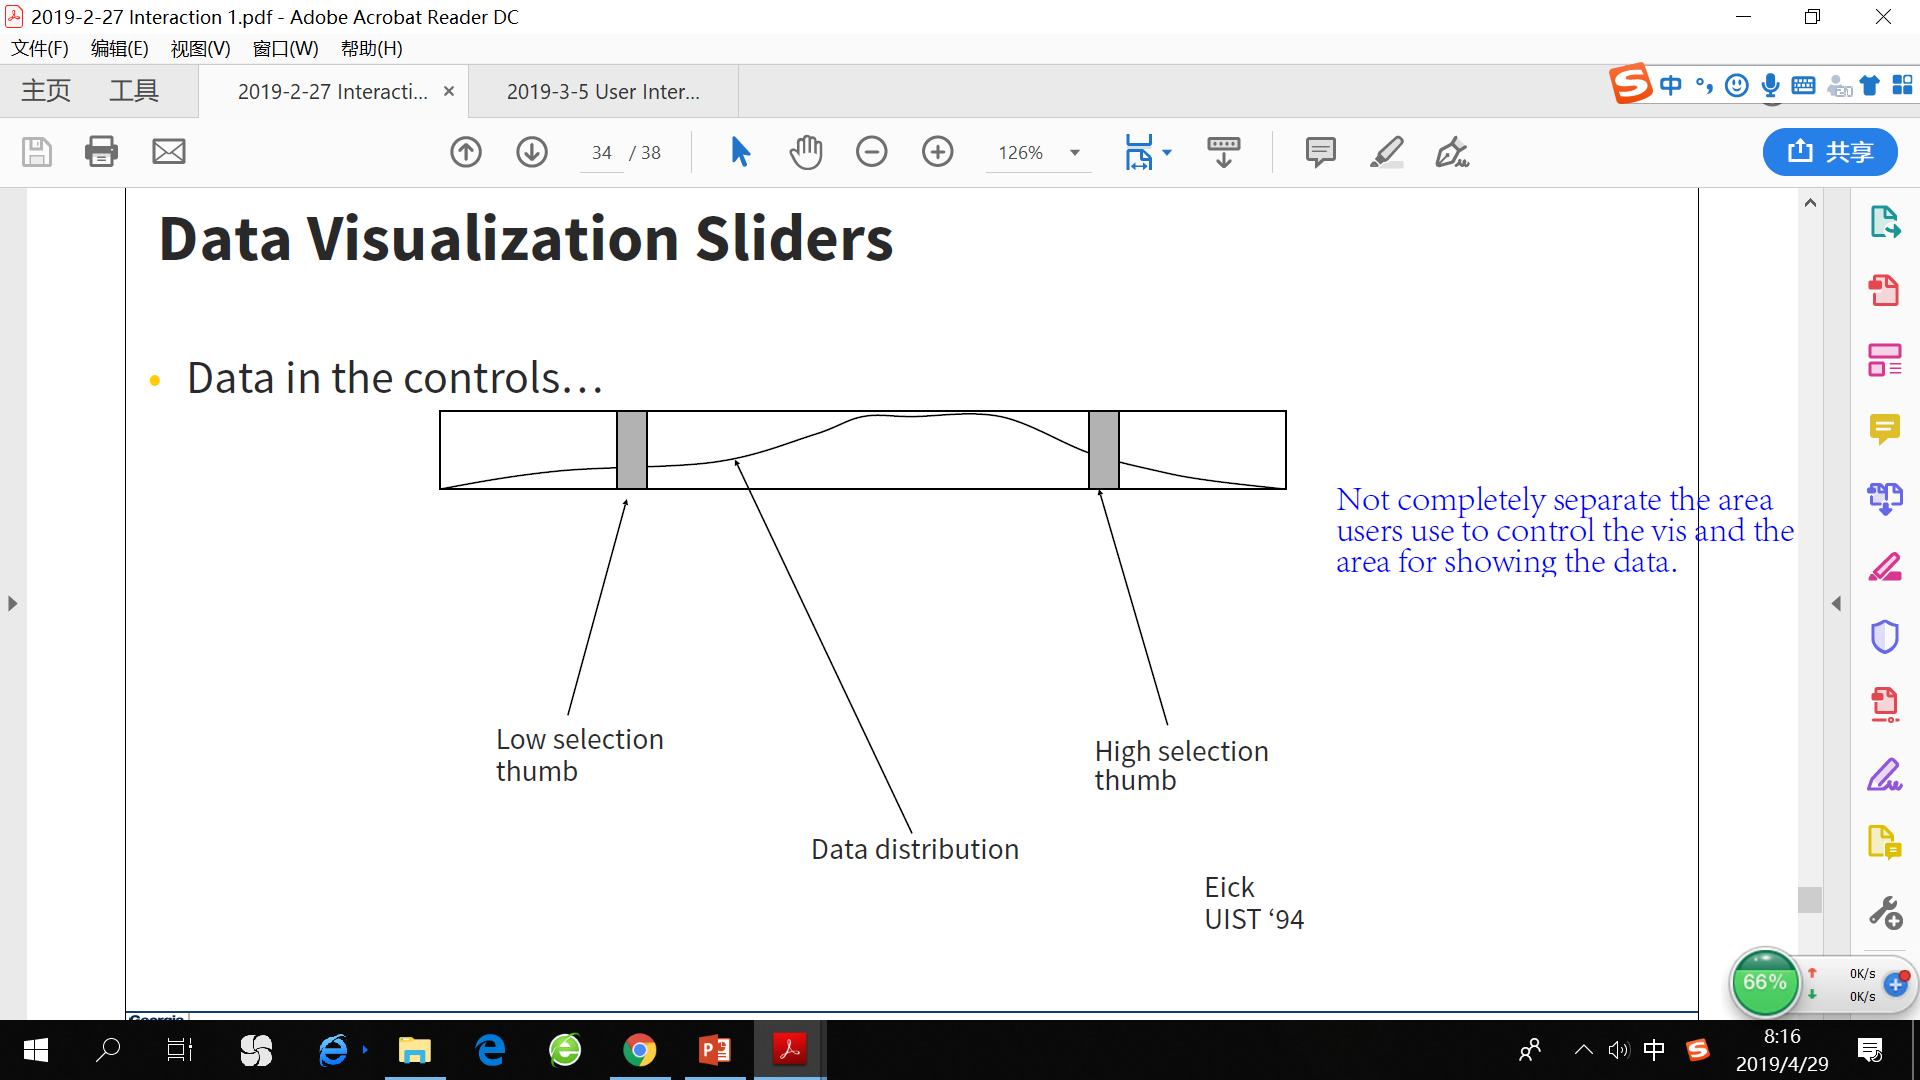 2019-2-27 Interaction 1.pdf - Adobe Acrobat Reader DC
文件(F) 编辑(E) 视图(V) 窗口(W) 帮助(H)
主页 工具 2019-2-27 Interacti... × 2019-3-5 User Inter...
中
34 / 38 126% 共享
Data Visualization Sliders
• Data in the controls…
Not completely separate the area
users use to control the vis and the
area for showing the data.
Low selection
thumb
High selection
thumb
Data distribution
Eick
UIST ‘94
66% 0K/s
0K/s
Georgia
中 8:16
2019/4/29